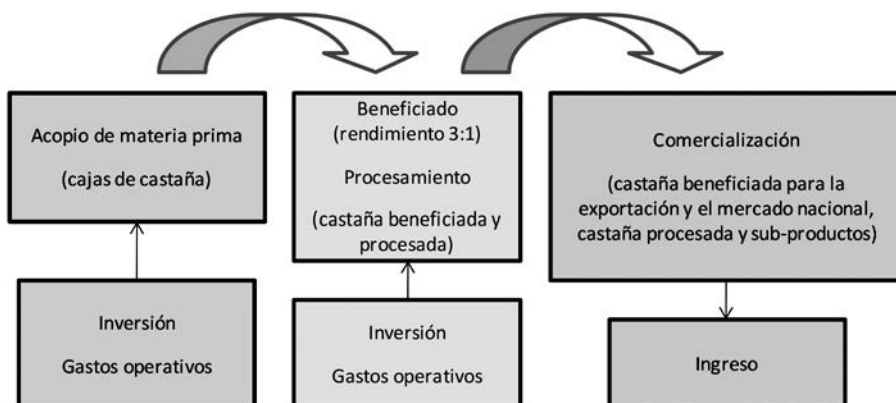 Acopio de materia prima
(cajas de castaña)
Inversión
Gastos operativos
Beneficiado
(rendimiento 3:1)
Procesamiento
(castaña beneficiada y
procesada)
Inversión
Gastos operativos
Comercialización
(castaña beneficiada para la
exportación y el mercado nacional,
castaña procesada y sub-productos)
Ingreso